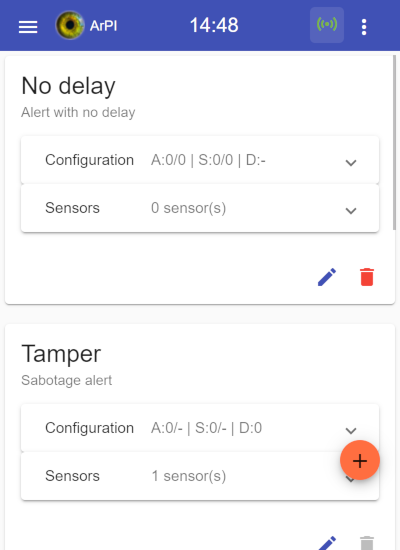 ArPI
14:48
No delay
Alert with no delay
Configuration A:0/0 | S:0/0 | D:-
Sensors 0 sensor(s)
Tamper
Sabotage alert
Configuration A:0/- | S:0/- | D:0
Sensors 1 sensor(s)